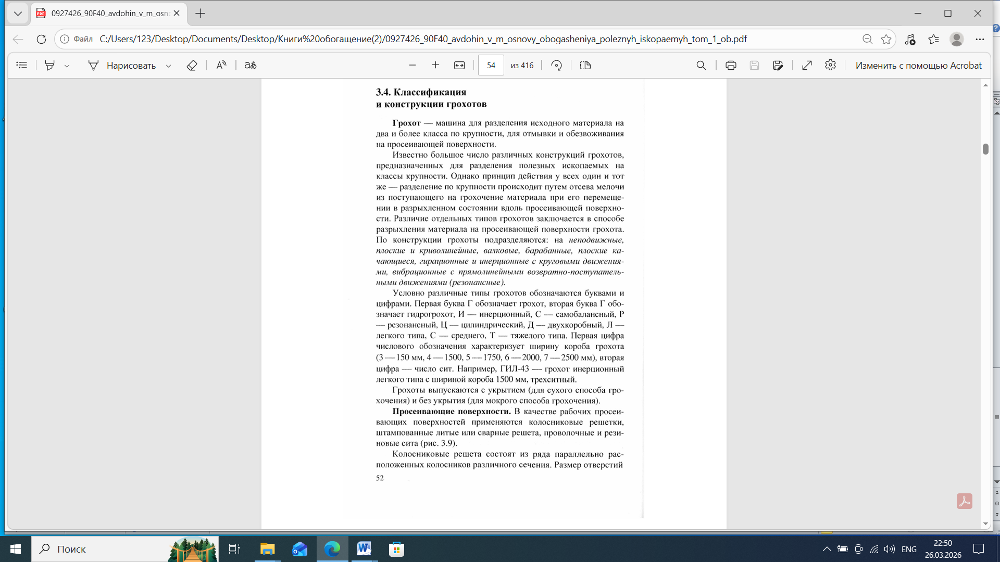 0927426_90F40_avdohin_v_m_osno
Файл
C:/Users/123/Desktop/Documents/Desktop/Книги%20обогащение(2)/0927426_90F40_avdohin_v_m_osnovy_obogasheniya_poleznyh_iskopaemyh_tom_1_ob.pdf
Нарисовать
54 из 416
Изменить с помощью Acrobat
3.4. Классификация
и конструкции грохотов
Грохот — машина для разделения исходного материала на
два и более класса по крупности, для отмывки и обезвоживания
на просеивающей поверхности.
Известно большое число различных конструкций грохотов,
предназначенных для разделения полезных ископаемых на
классы крупности. Однако принцип действия у всех один и тот
же — разделение по крупности происходит путем отсева мелочи
из поступающего на грохочение материала при его перемеще-
нии в разрыхленном состоянии вдоль просеивающей поверхно-
сти. Различие отдельных типов грохотов заключается в способе
разрыхления материала на просеивающей поверхности грохота.
По конструкции грохоты подразделяются: на неподвижные,
плоские и криволинейные, валковые, барабанные, плоские ка-
чающиеся, гирационные и инерционные с круговыми движения-
ми, вибрационные с прямолинейными возвратно-поступатель-
ными движениями (резонансные).
Условно различные типы грохотов обозначаются буквами и
цифрами. Первая буква Г обозначает грохот, вторая буква Г обо-
значает гидрогрохот, И — инерционный, С — самобалансный, Р
— резонансный, Ц — цилиндрический, Д — двухкоробный, Л —
легкого типа, С — среднего, Т — тяжелого типа. Первая цифра
числового обозначения характеризует ширину короба грохота
(3 — 150 мм, 4 — 1500, 5 — 1750, 6 — 2000, 7 — 2500 мм), вторая
цифра — число сит. Например, ГИЛ-43 — грохот инерционный
легкого типа с шириной короба 1500 мм, трехситный.
Грохоты выпускаются с укрытием (для сухого способа гро-
хочения) и без укрытия (для мокрого способа грохочения).
Просеивающие поверхности. В качестве рабочих просеи-
вающих поверхностей применяются колосниковые решетки,
штампованные литые или сварные решета, проволочные и рези-
новые сита (рис. 3.9).
Колосниковые решета состоят из ряда параллельно рас-
положенных колосников различного сечения. Размер отверстий
52
Поиск
ENG
22:50
26.03.2026